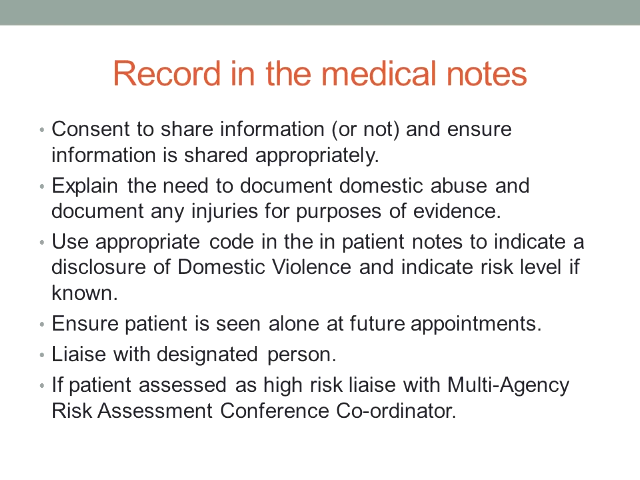 Record in the medical notes
• Consent to share information (or not) and ensure
information is shared appropriately.
• Explain the need to document domestic abuse and
document any injuries for purposes of evidence.
• Use appropriate code in the in patient notes to indicate a
disclosure of Domestic Violence and indicate risk level if
known.
• Ensure patient is seen alone at future appointments.
• Liaise with designated person.
• If patient assessed as high risk liaise with Multi-Agency
Risk Assessment Conference Co-ordinator.